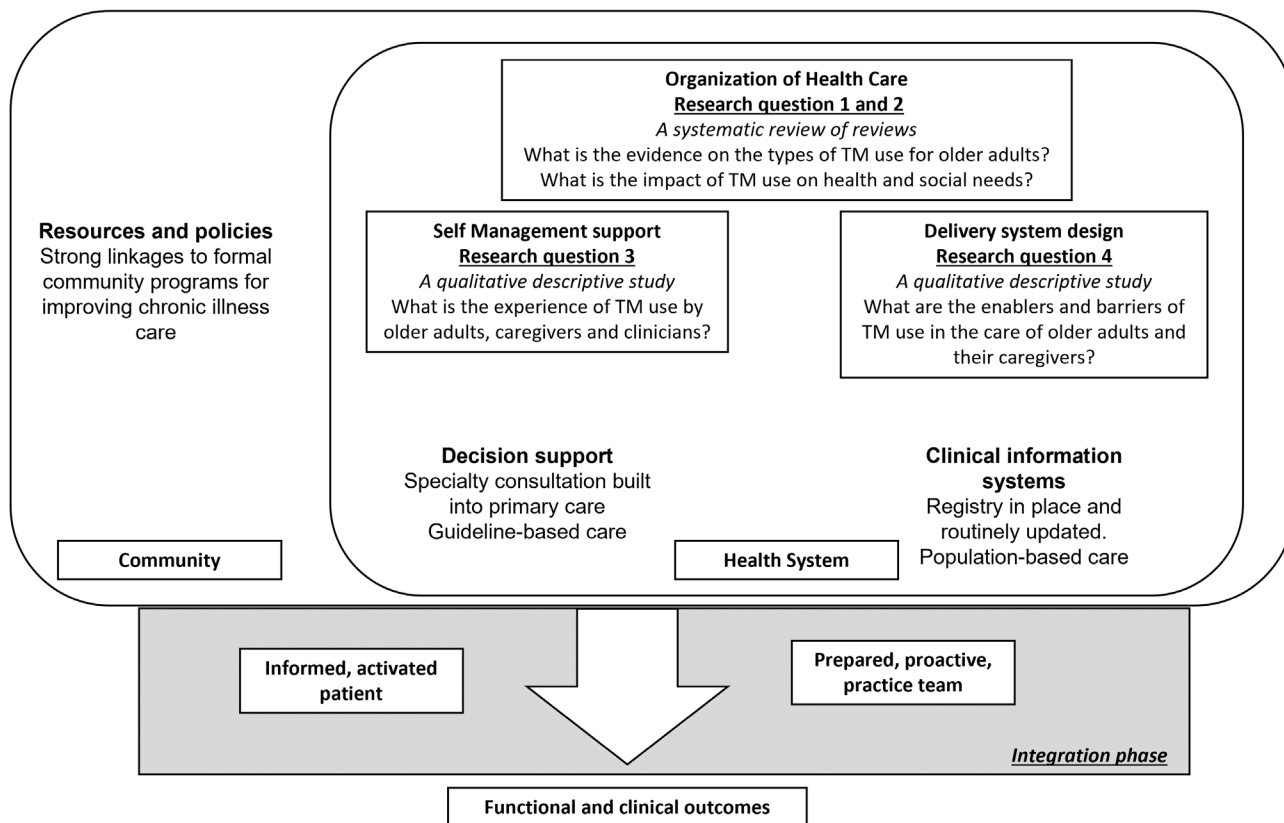 Organization of Health Care
Research question 1 and 2
A systematic review of reviews
What is the evidence on the types of TM use for older adults?
What is the impact of TM use on health and social needs?
Resources and policies
Strong linkages to formal
community programs for
improving chronic illness
care
Self Management support
Research question 3
A qualitative descriptive study
What is the experience of TM use by
older adults, caregivers and clinicians?
Delivery system design
Research question 4
A qualitative descriptive study
What are the enablers and barriers of
TM use in the care of older adults and
their caregivers?
Decision support
Specialty consultation built
into primary care
Guideline-based care
Clinical information
systems
Registry in place and
routinely updated.
Population-based care
Community
Health System
Informed, activated
patient
Prepared, proactive,
practice team
Integration phase
Functional and clinical outcomes